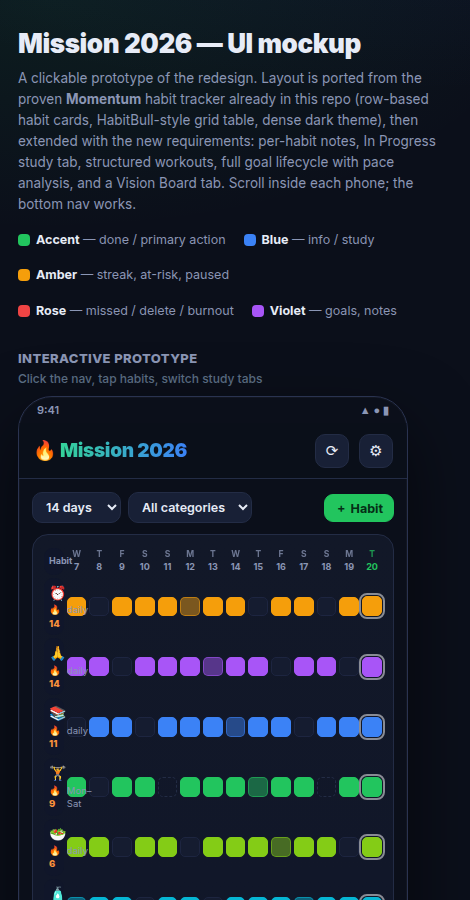 Mission 2026 — UI mockup
A clickable prototype of the redesign. Layout is ported from the
proven Momentum habit tracker already in this repo (row-based
habit cards, HabitBull-style grid table, dense dark theme), then
extended with the new requirements: per-habit notes, In Progress
study tab, structured workouts, full goal lifecycle with pace
analysis, and a Vision Board tab. Scroll inside each phone; the
bottom nav works.
Accent — done / primary action Blue — info / study
Amber — streak, at-risk, paused
Rose — missed / delete / burnout Violet — goals, notes
INTERACTIVE PROTOTYPE
Click the nav, tap habits, switch study tabs
9:41
Mission 2026
14 days All categories + Habit
Habit W T F S S M T W T F S S M T
7 8 9 10 11 12 13 14 15 16 17 18 19 20
daily
14
14
daily
11
9 Sat
6